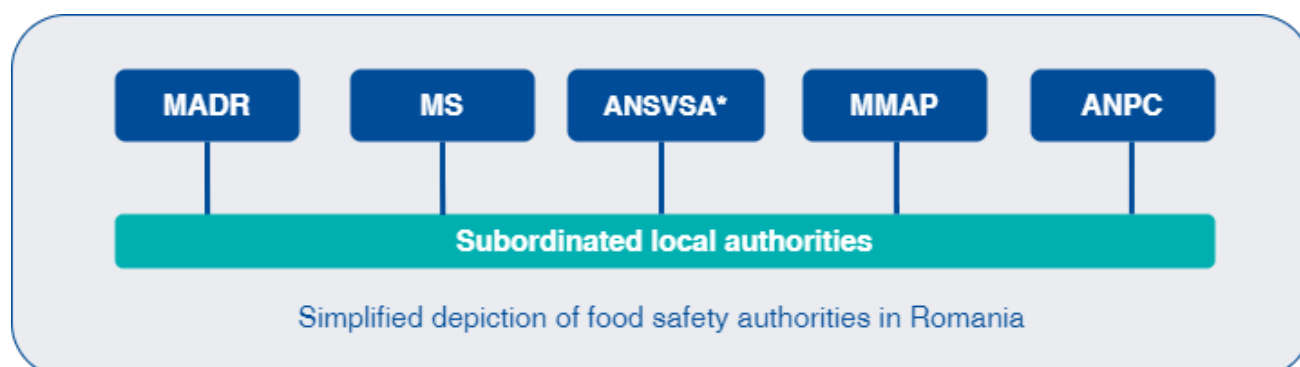 MADR MS ANSVSA* MMAP ANPC
Subordinated local authorities
Simplified depiction of food safety authorities in Romania